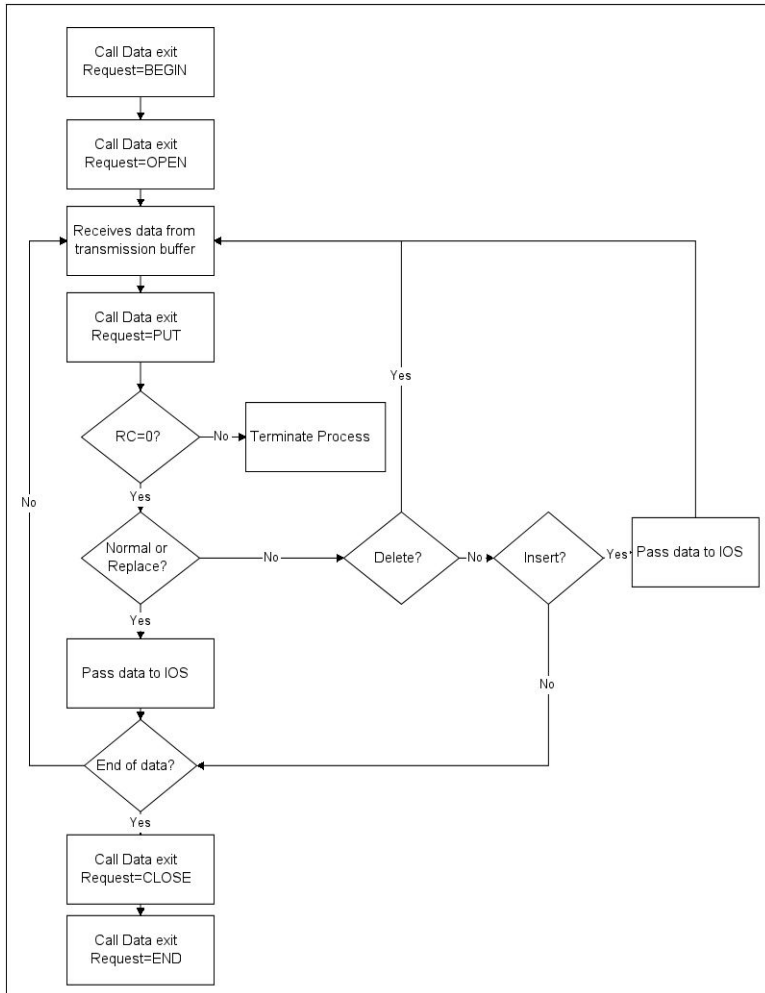 Call Data exit
Request=BEGIN
Call Data exit
Request=OPEN
Receives data from
transmission buffer
Call Data exit
Request=PUT
Yes
RC=0?
No
Terminate Process
No
Yes
Normal or
Replace?
No
Delete?
No
Insert?
Yes
Pass data to IOS
Yes
Pass data to IOS
No
End of data?
Yes
Call Data exit
Request=CLOSE
Call Data exit
Request=END